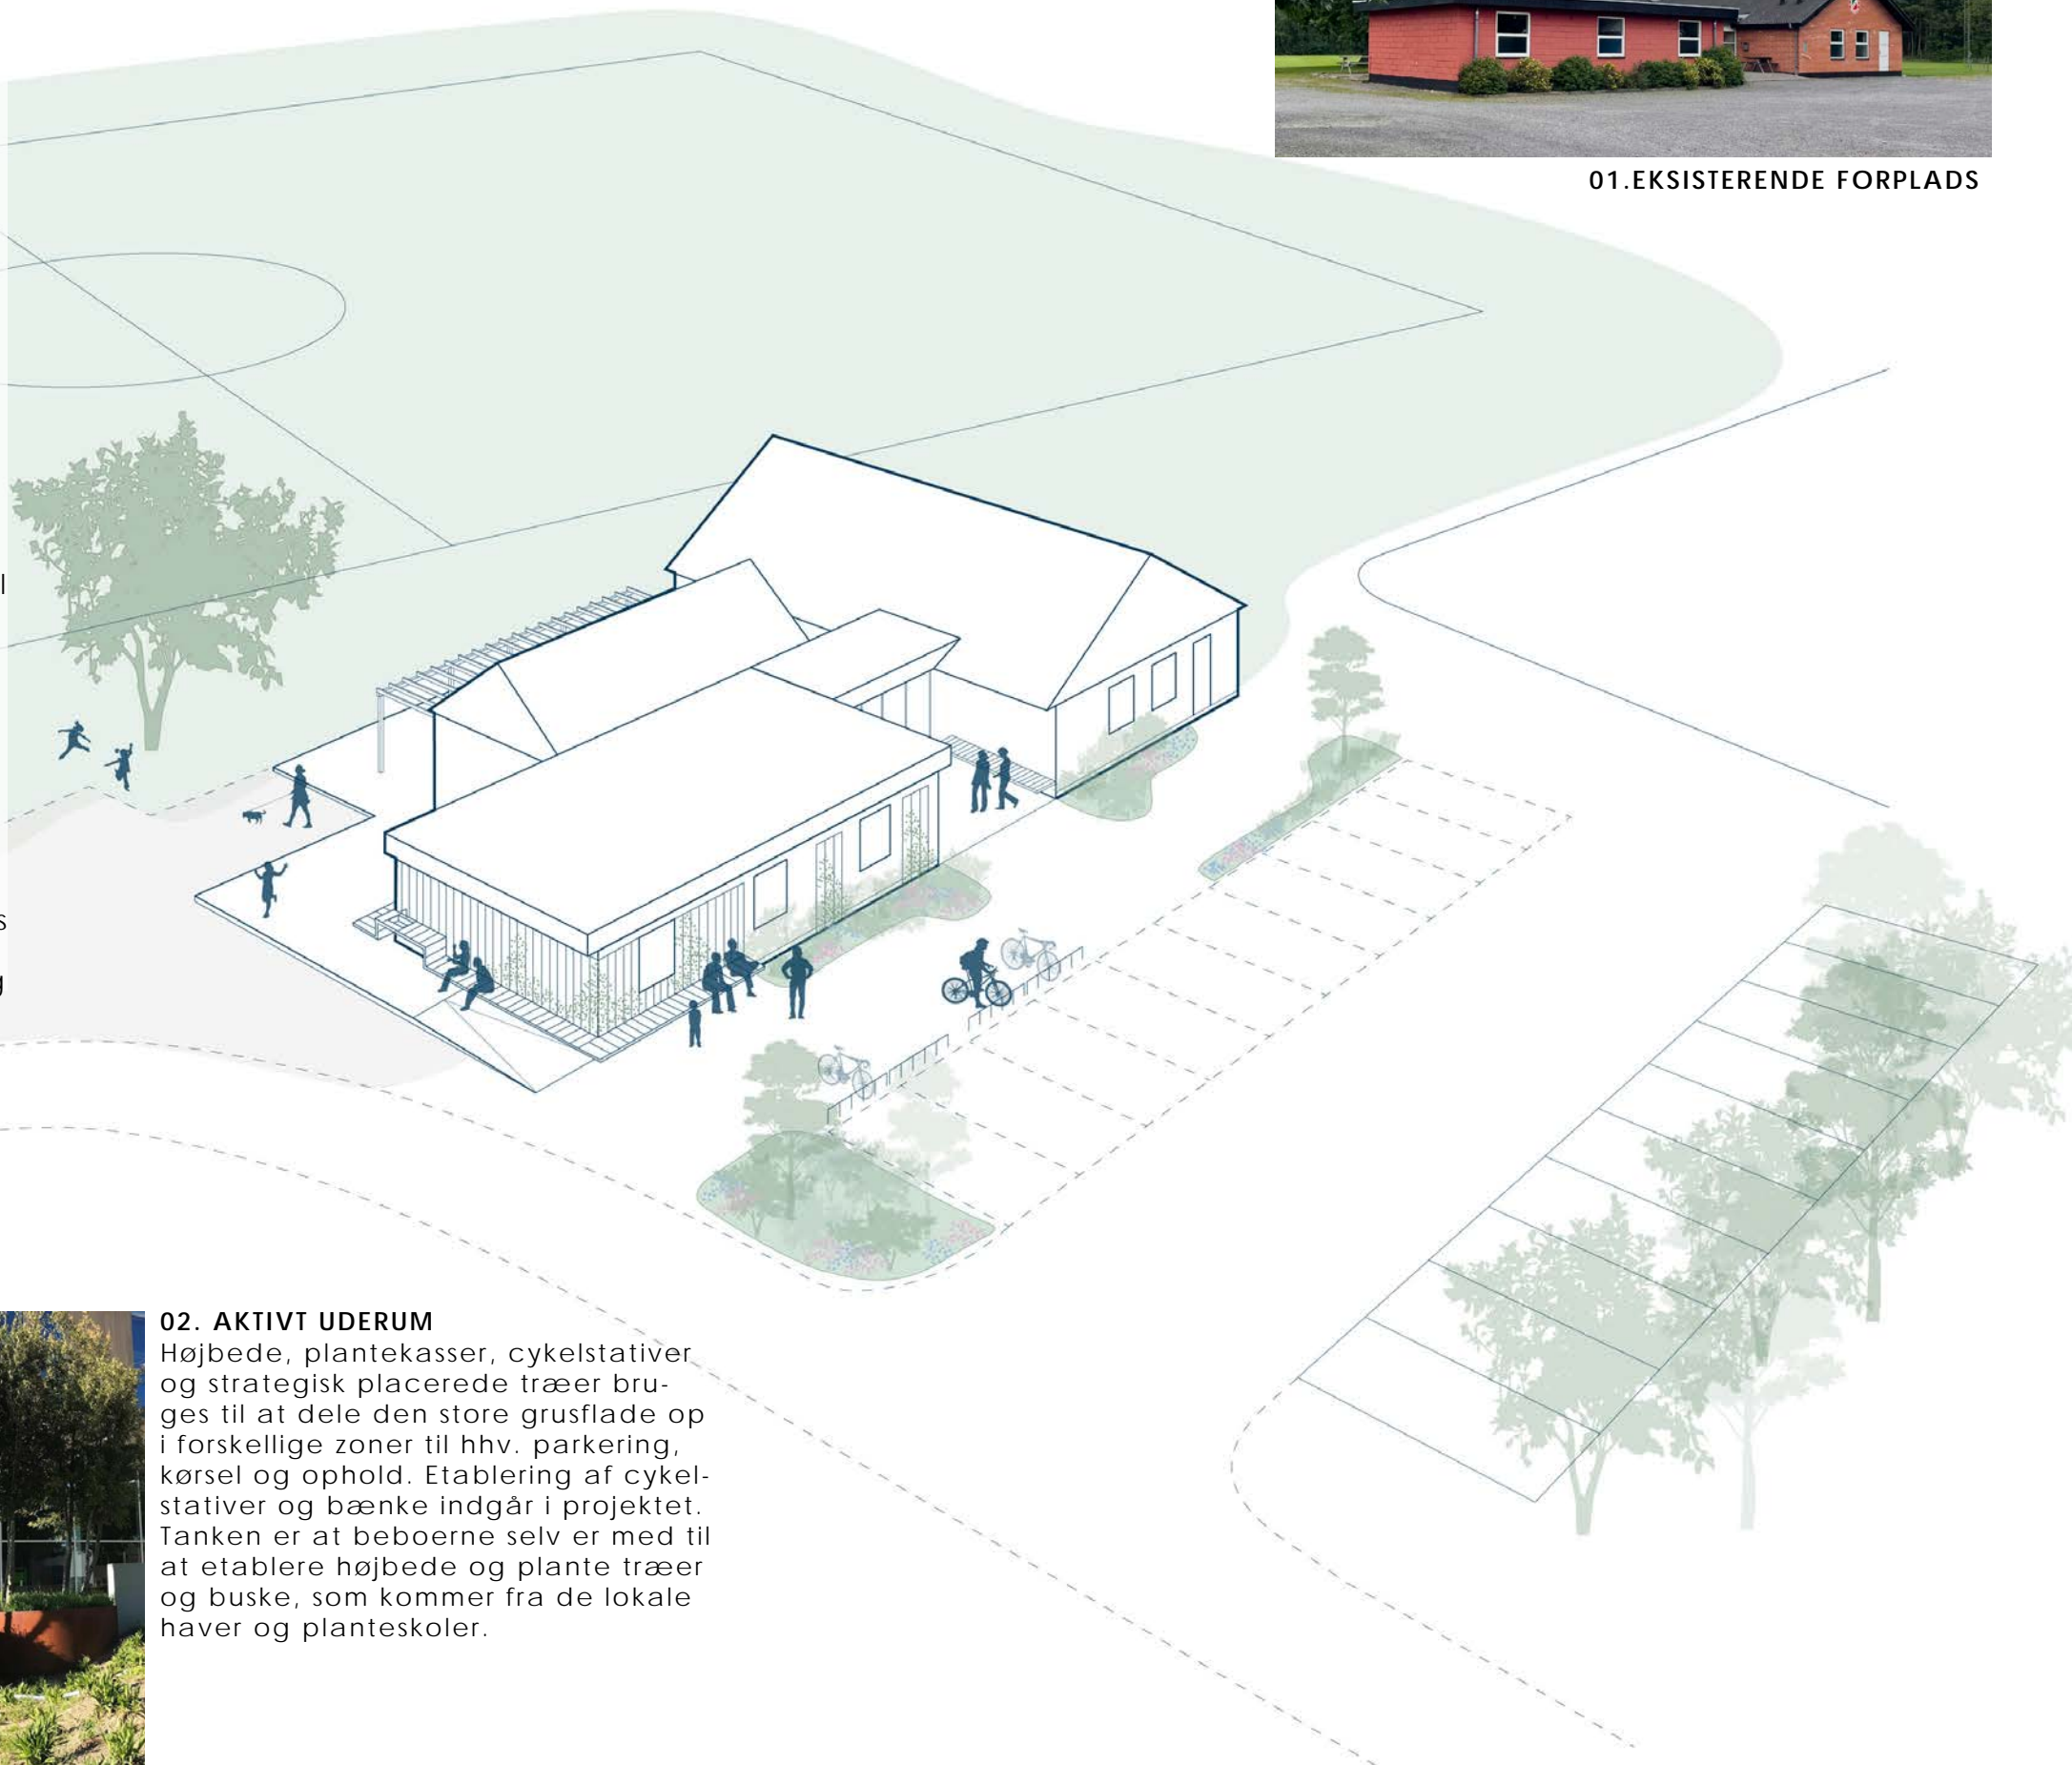 01.EKSISTERENDE FORPLADS
l
s
g
02. AKTIVT UDERUM
Højbede, plantekasser, cykelstativer
og strategisk placerede træer bru-
ges til at dele den store grusflade op
i forskellige zoner til hhv. parkering,
kørsel og ophold. Etablering af cykel-
stativer og bænke indgår i projektet.
Tanken er at beboerne selv er med til
at etablere højbede og plante træer
og buske, som kommer fra de lokale
haver og planteskoler.